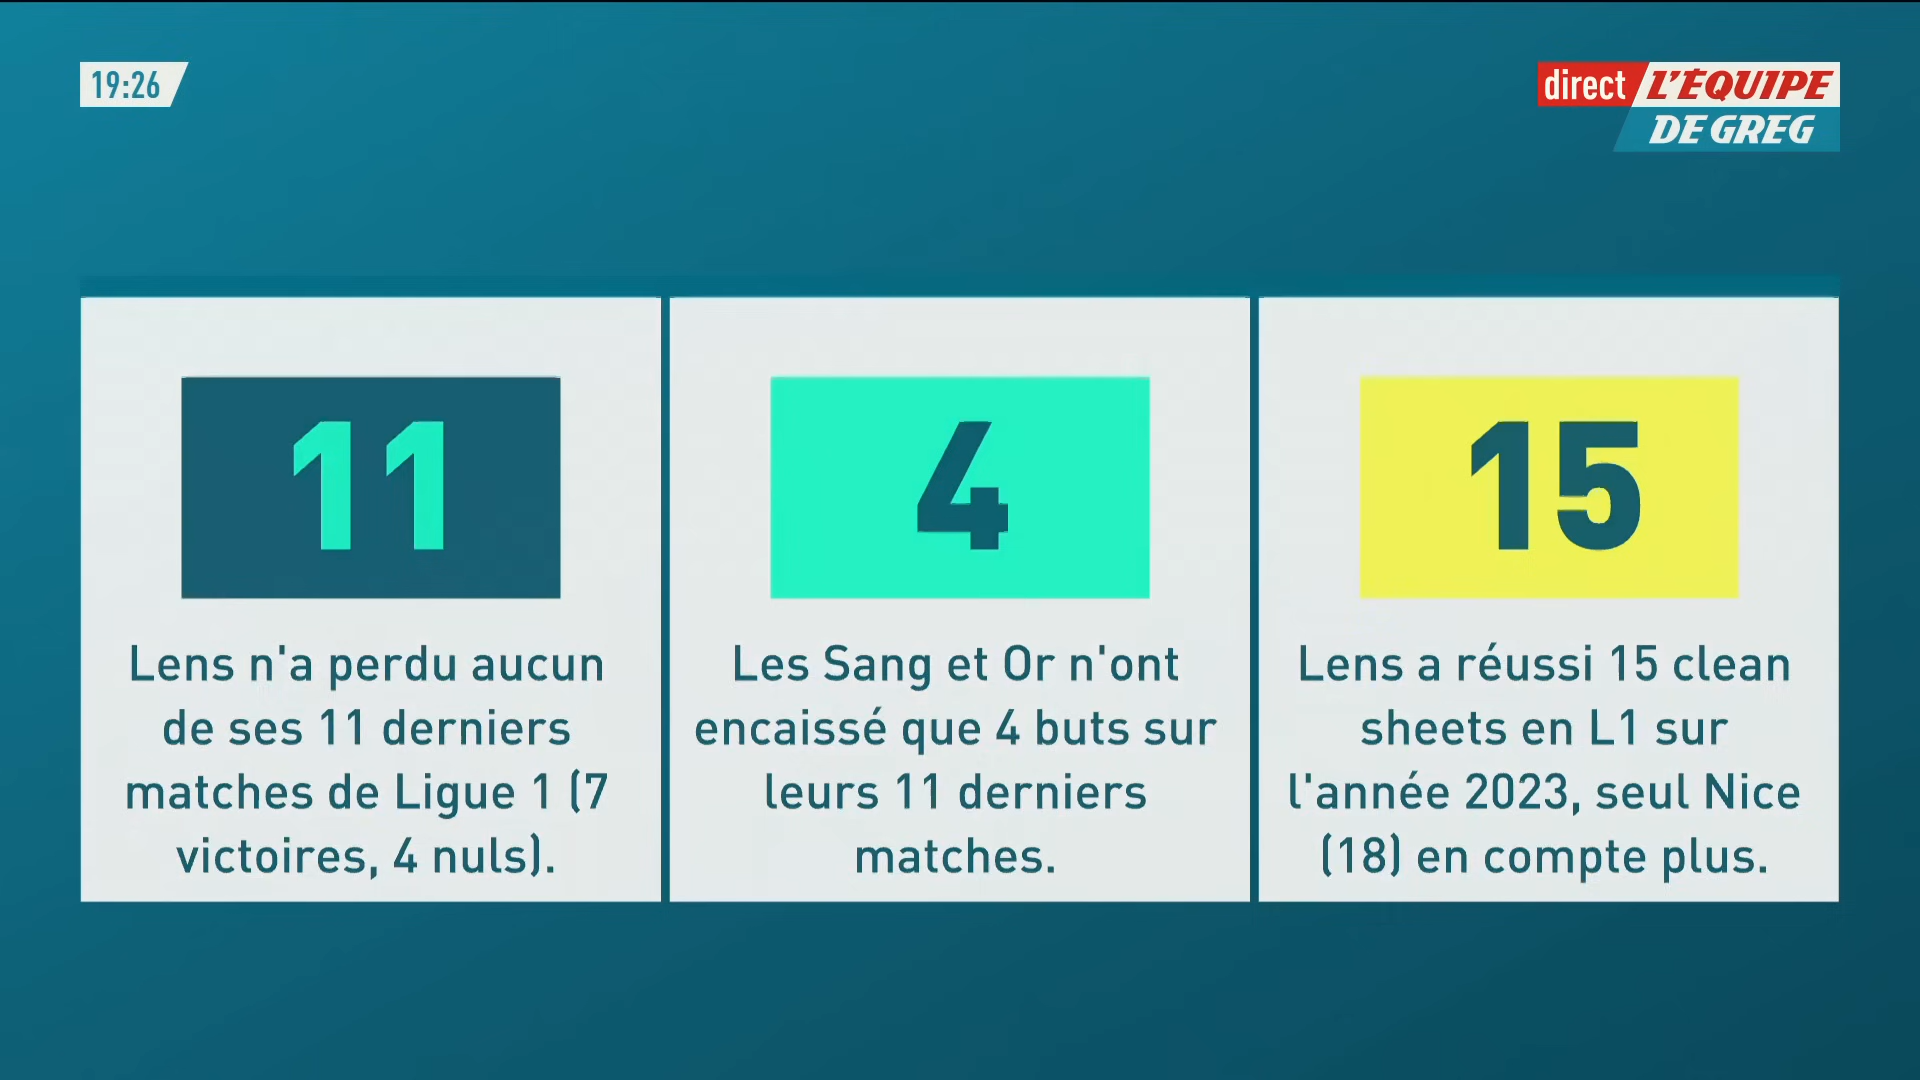 19:26
direct L'ÉQUIPE
DE GREG
11
Lens n'a perdu aucun
de ses 11 derniers
matches de Ligue 1 (7
victoires, 4 nuls).
4
Les Sang et Or n'ont
encaissé que 4 buts sur
leurs 11 derniers
matches.
15
Lens a réussi 15 clean
sheets en L1 sur
l'année 2023, seul Nice
(18) en compte plus.